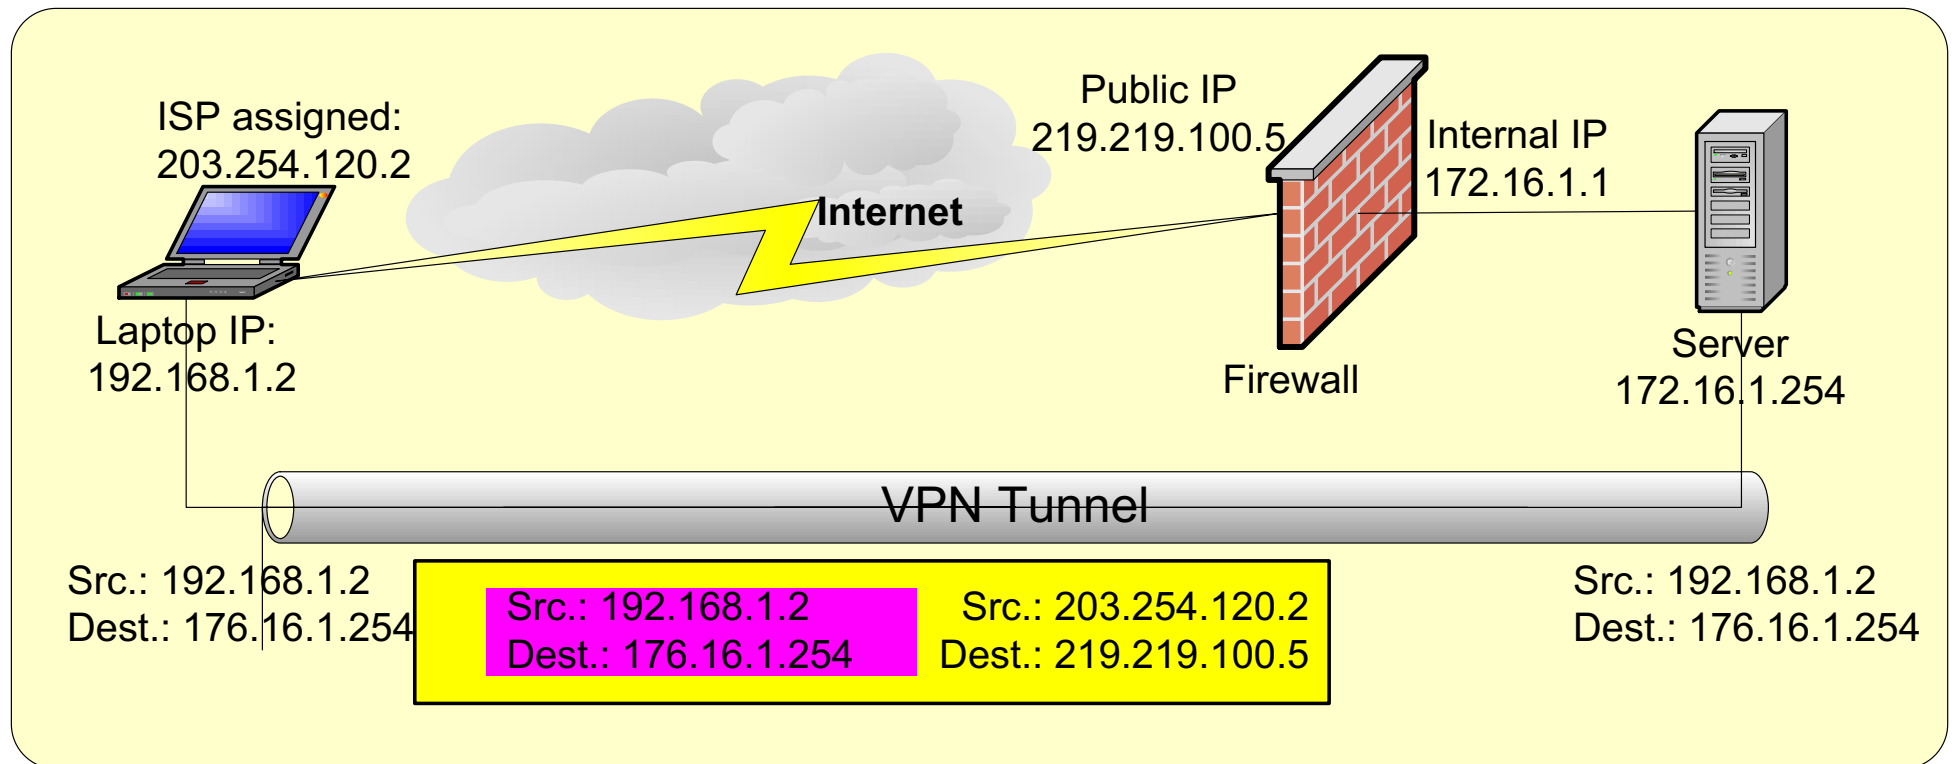 ISP assigned:
203.254.120.2
Public IP
219.219.100.5
Internal IP
172.16.1.1
Internet
Laptop IP:
192.168.1.2
Firewall
Server
172.16.1.254
VPN Tunnel
Src.: 192.168.1.2
Dest.: 176.16.1.254
Src.: 192.168.1.2
Dest.: 176.16.1.254
Src.: 203.254.120.2
Dest.: 219.219.100.5
Src.: 192.168.1.2
Dest.: 176.16.1.254